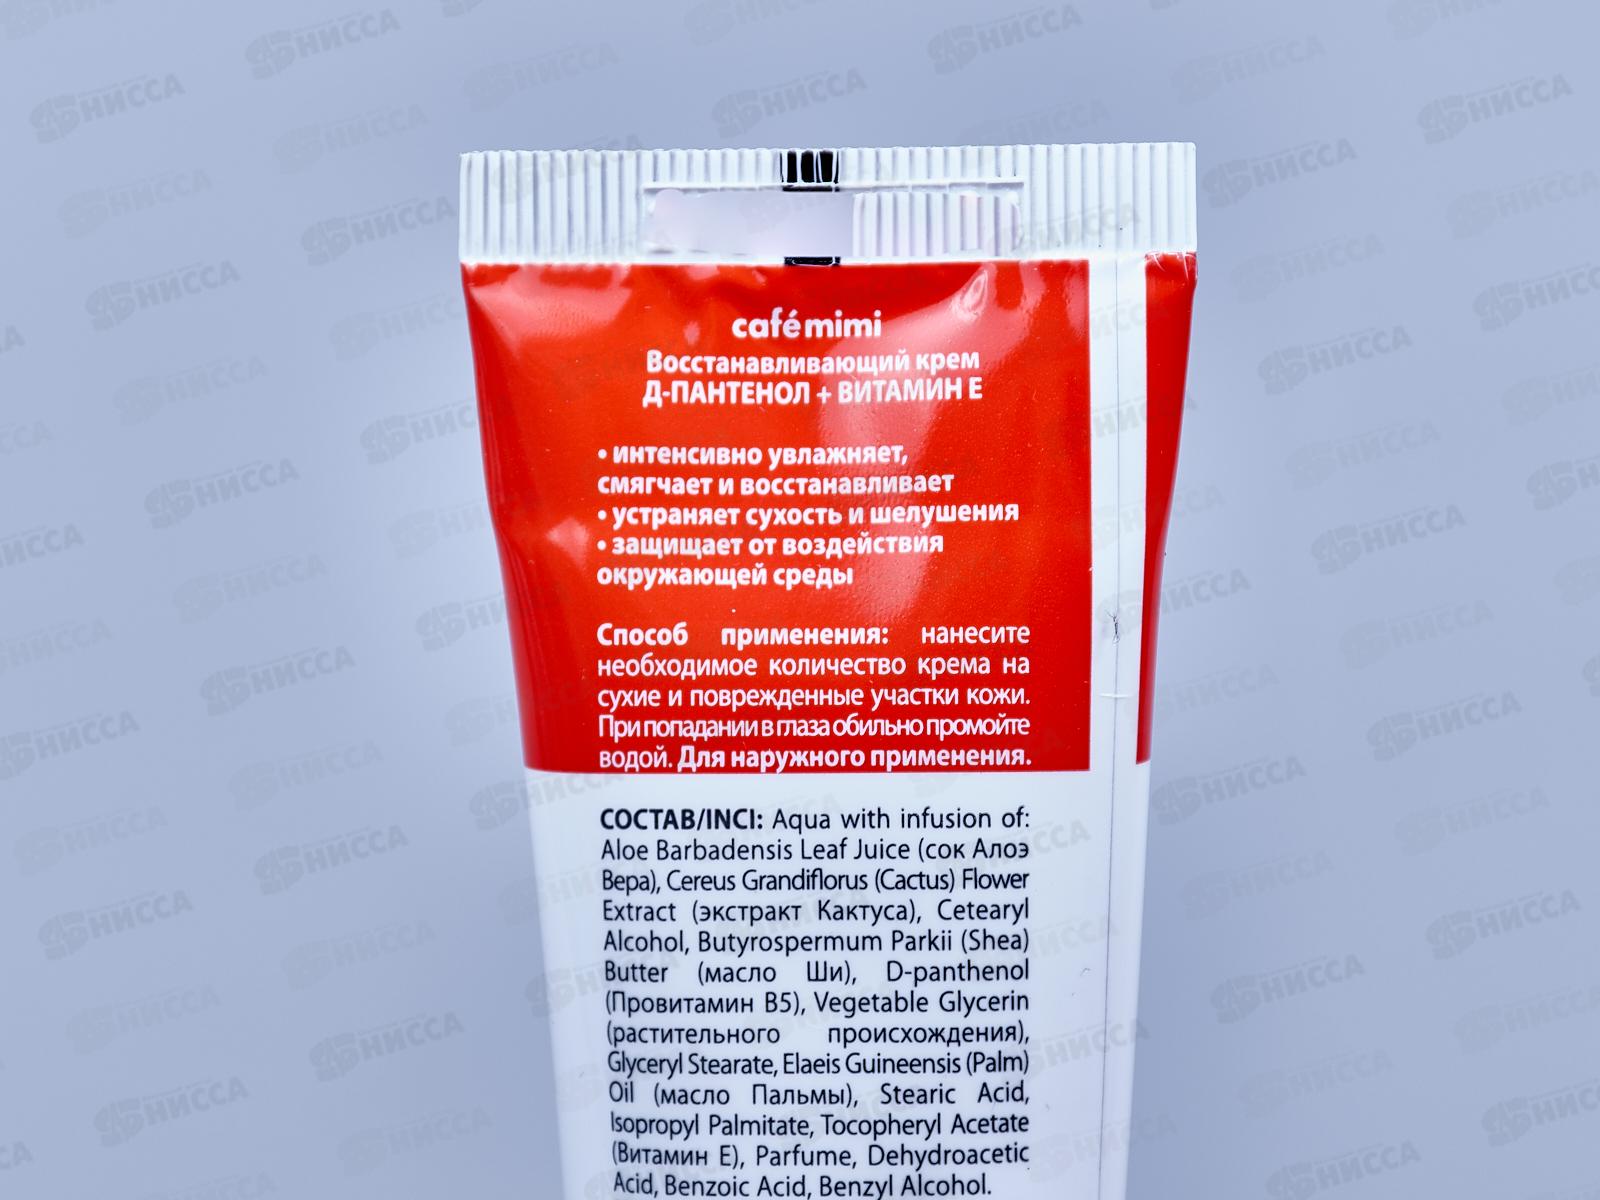 café mimi
Восстанавливающий крем
Д-ПАНТЕНОЛ + ВИТАМИН Е
• интенсивно увлажняет,
смягчает и восстанавливает
• устраняет сухость и шелушения
• защищает от воздействия
окружающей среды
Способ применения: нанесите
необходимое количество крема на
сухие и поврежденные участки кожи.
При попадании в глаза обильно промойте
водой. Для наружного применения.
СОСТАВ/INCI: Aqua with infusion of:
Aloe Barbadensis Leaf Juice (сок Алоэ
Вера), Cereus Grandiflorus (Cactus) Flower
Extract (экстракт Кактуса), Cetearyl
Alcohol, Butyrospermum Parkii (Shea)
Butter (масло Ши), D-panthenol
(Провитамин В5), Vegetable Glycerin
(растительного происхождения),
Glyceryl Stearate, Elaeis Guineensis (Palm)
Oil (масло Пальмы), Stearic Acid,
Isopropyl Palmitate, Tocopheryl Acetate
(Витамин Е), Parfume, Dehydroacetic
Acid, Benzoic Acid, Benzyl Alcohol.
НИССА